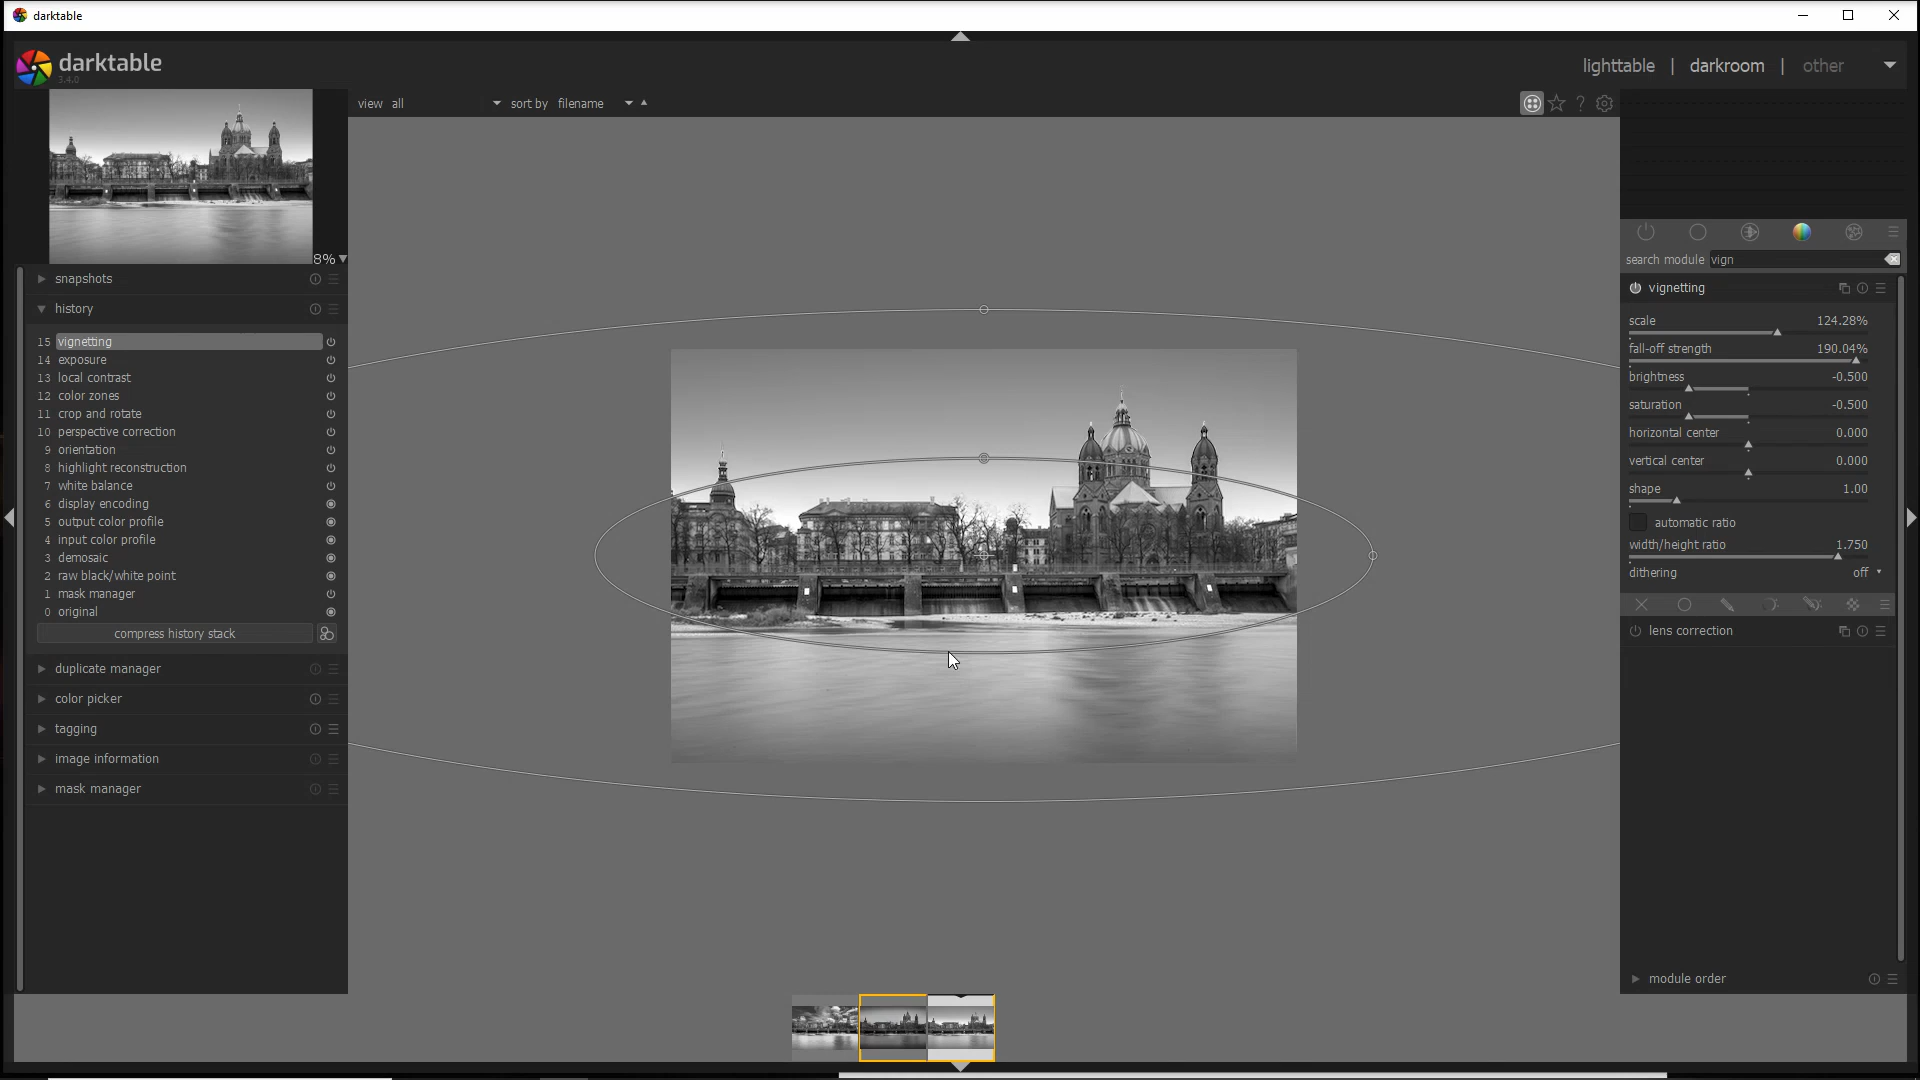 darktable
darktable
3.4.0
lighttable | darkroom | other
view all sort by filename
?
8%
snapshots
history
15 vignetting
14 exposure
13 local contrast
12 color zones
11 crop and rotate
10 perspective correction
9 orientation
8 highlight reconstruction
7 white balance
6 display encoding
5 output color profile
4 input color profile
3 demosaic
2 raw black/white point
1 mask manager
0 original
compress history stack
duplicate manager
color picker
tagging
image information
mask manager
search module vign
vignetting
scale 124.28%
fall-off strength 190.04%
brightness -0.500
saturation -0.500
horizontal center 0.000
vertical center 0.000
shape 1.00
automatic ratio
width/height ratio 1.750
dithering off
lens correction
module order